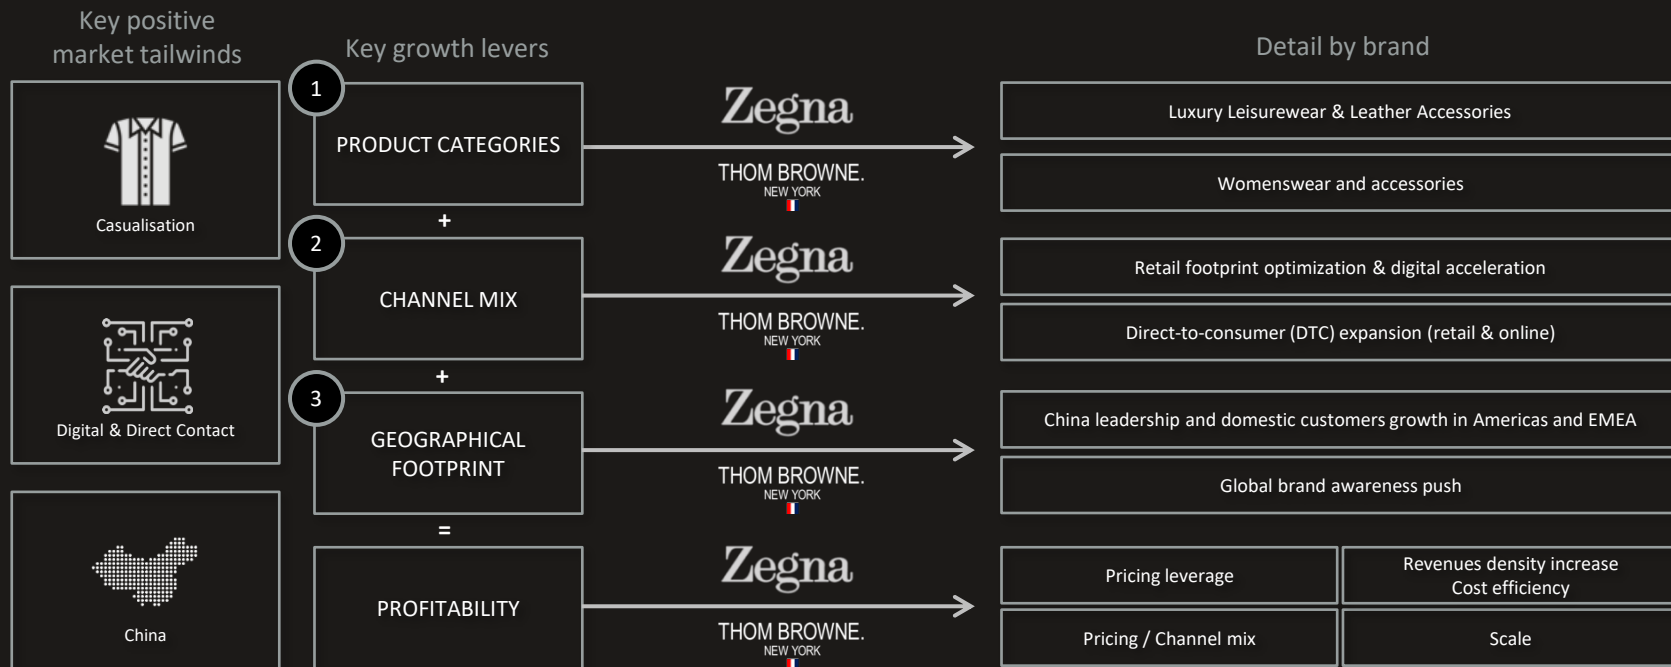 Key positive
market tailwinds
Key growth levers
Detail by brand
Casualisation
Digital & Direct Contact
China
1
PRODUCT CATEGORIES
Zegna
THOM BROWNE.
NEW YORK
Luxury Leisurewear & Leather Accessories
Womenswear and accessories
+
2
CHANNEL MIX
Zegna
THOM BROWNE.
NEW YORK
Retail footprint optimization & digital acceleration
Direct-to-consumer (DTC) expansion (retail & online)
+
3
GEOGRAPHICAL
FOOTPRINT
Zegna
THOM BROWNE.
NEW YORK
China leadership and domestic customers growth in Americas and EMEA
Global brand awareness push
=
PROFITABILITY
Zegna
THOM BROWNE.
NEW YORK
Pricing leverage
Revenues density increase
Cost efficiency
Pricing / Channel mix
Scale